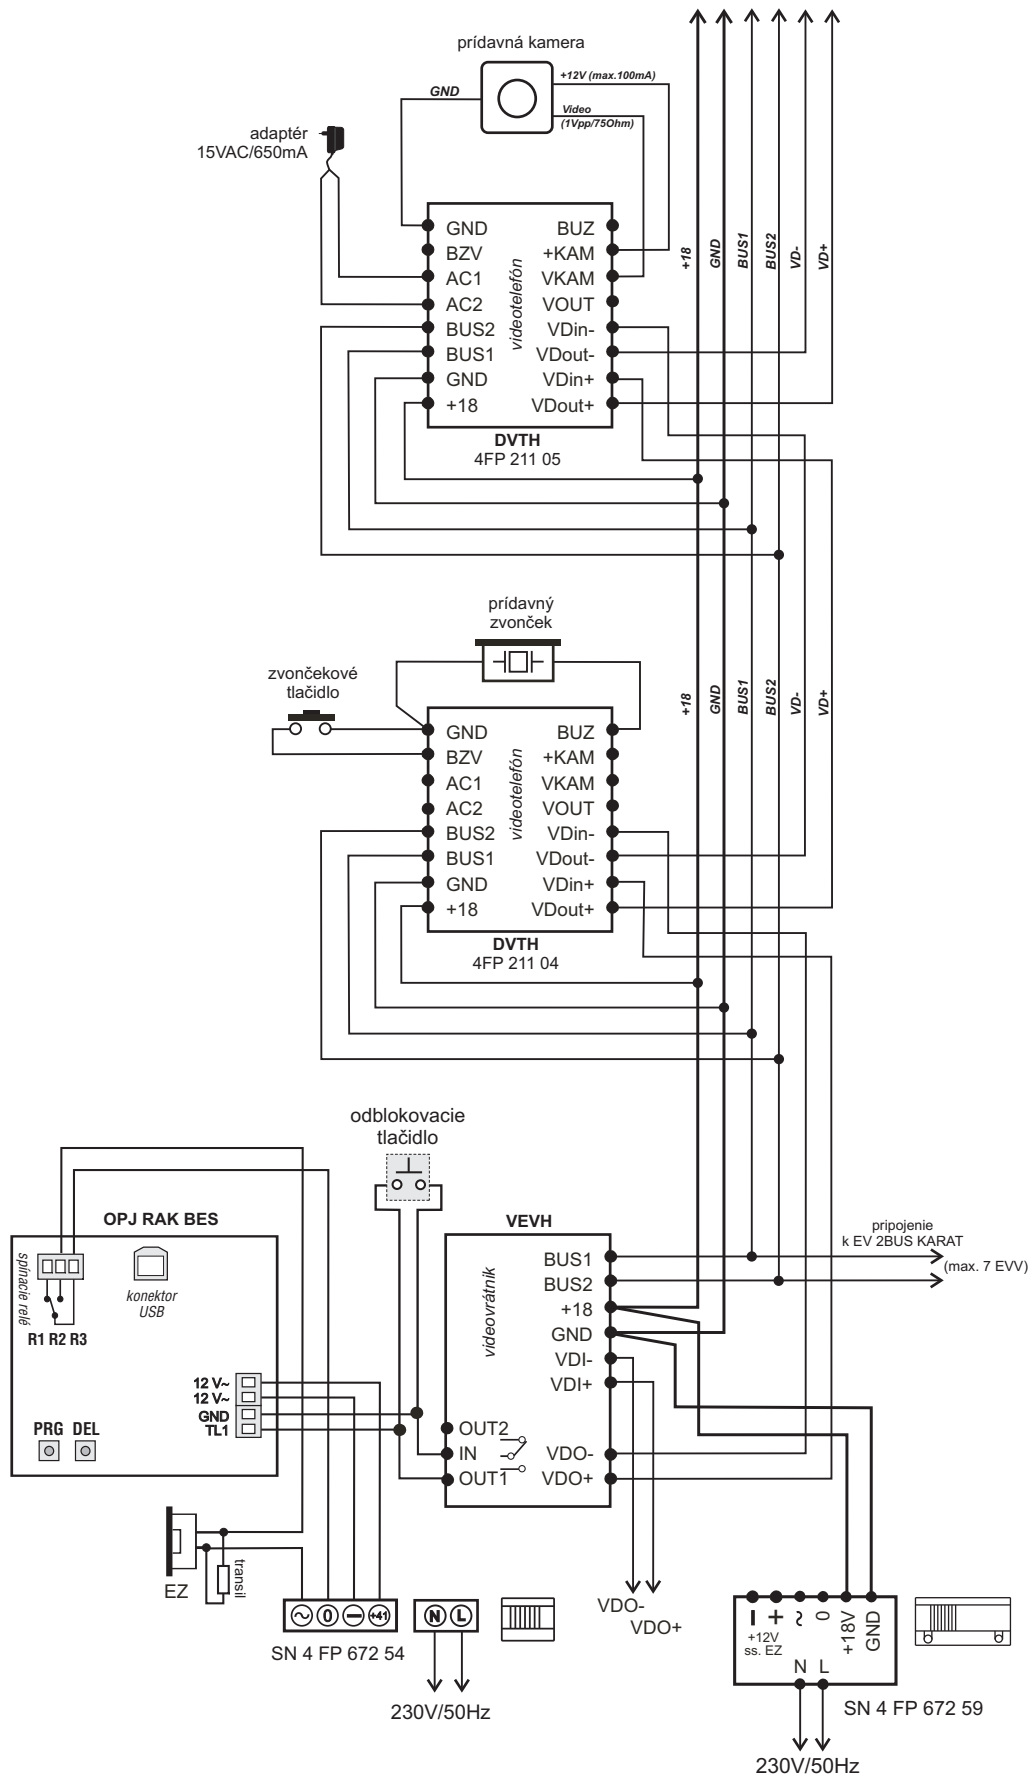 prídavná kamera
+12V (max.100mA)
GND
Video
(1Vpp/75Ohm)
adaptér
15VAC/650mA
GND
BZV
AC1
AC2
BUS2
BUS1
GND
+18
videotelefón
BUZ
+KAM
VKAM
VOUT
VDin-
VDout-
VDin+
VDout+
DVTH
4FP 211 05
+18
GND
BUS1
BUS2
VD-
VD+
prídavný
zvonček
zvončekové
tlačidlo
GND
BZV
AC1
AC2
BUS2
BUS1
GND
+18
videotelefón
BUZ
+KAM
VKAM
VOUT
VDin-
VDout-
VDin+
VDout+
DVTH
4FP 211 04
+18
GND
BUS1
BUS2
VD-
VD+
odblokovacie
tlačidlo
OPJ RAK BES
spínacie relé
R1 R2 R3
konektor
USB
12 V~
12 V~
GND
TL1
PRG DEL
VEVH
videovrátnik
BUS1
BUS2
+18
GND
VDI-
VDI+
OUT2
IN
OUT1
VDO-
VDO+
pripojenie
k EV 2BUS KARAT
(max. 7 EVV)
EZ
transil
~ 0 — +41
SN 4 FP 672 54
N L
230V/50Hz
VDO-
VDO+
− + ~ 0 +18V GND
+12V
ss. EZ
N L
SN 4 FP 672 59
230V/50Hz